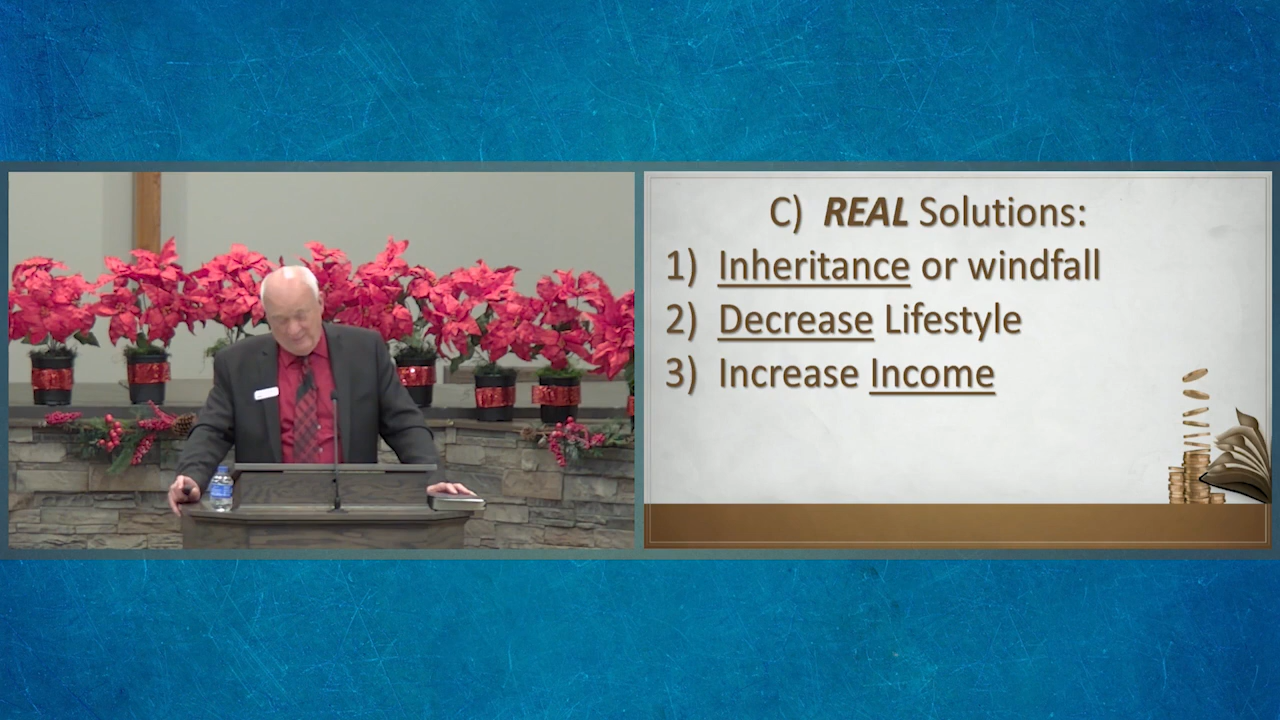 C) REAL Solutions:
1) Inheritance or windfall
2) Decrease Lifestyle
3) Increase Income